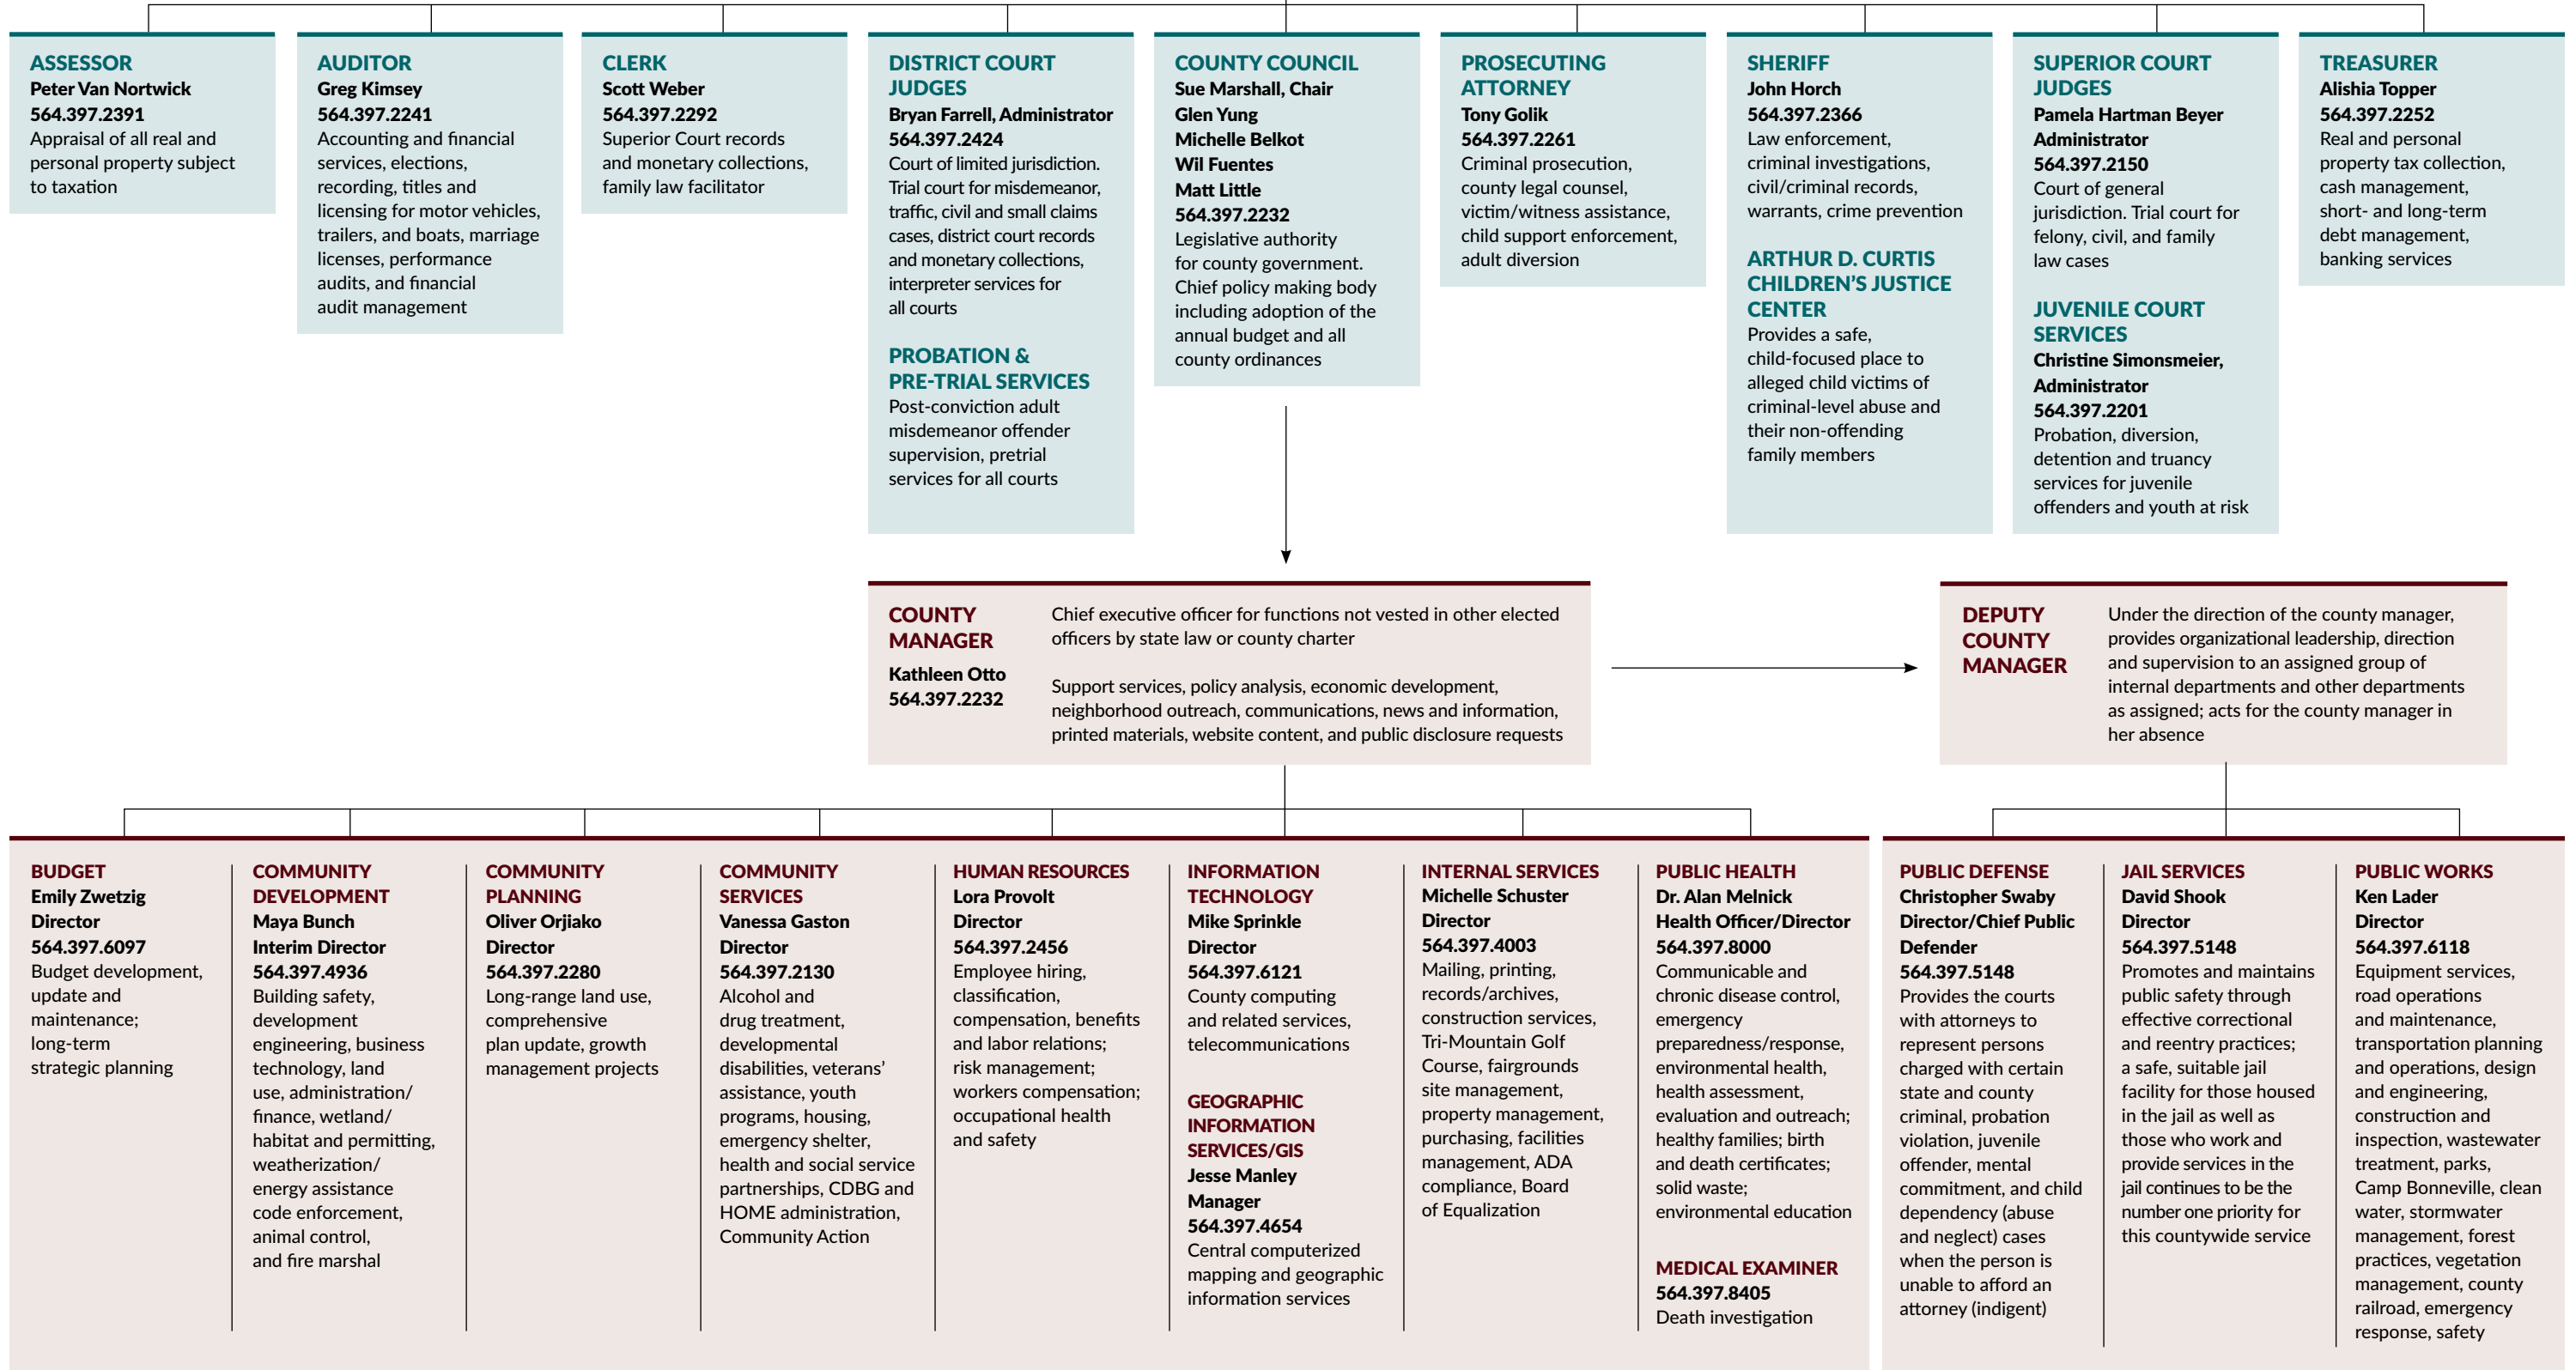 ASSESSOR
Peter Van Nortwick
564.397.2391
Appraisal of all real and
personal property subject
to taxation
AUDITOR
Greg Kimsey
564.397.2241
Accounting and financial
services, elections,
recording, titles and
licensing for motor vehicles,
trailers, and boats, marriage
licenses, performance
audits, and financial
audit management
CLERK
Scott Weber
564.397.2292
Superior Court records
and monetary collections,
family law facilitator
DISTRICT COURT
JUDGES
Bryan Farrell, Administrator
564.397.2424
Court of limited jurisdiction.
Trial court for misdemeanor,
traffic, civil and small claims
cases, district court records
and monetary collections,
interpreter services for
all courts
PROBATION &
PRE-TRIAL SERVICES
Post-conviction adult
misdemeanor offender
supervision, pretrial
services for all courts
COUNTY COUNCIL
Sue Marshall, Chair
Glen Yung
Michelle Belkot
Wil Fuentes
Matt Little
564.397.2232
Legislative authority
for county government.
Chief policy making body
including adoption of the
annual budget and all
county ordinances
PROSECUTING
ATTORNEY
Tony Golik
564.397.2261
Criminal prosecution,
county legal counsel,
victim/witness assistance,
child support enforcement,
adult diversion
SHERIFF
John Horch
564.397.2366
Law enforcement,
criminal investigations,
civil/criminal records,
warrants, crime prevention
ARTHUR D. CURTIS
CHILDREN'S JUSTICE
CENTER
Provides a safe,
child-focused place to
alleged child victims of
criminal-level abuse and
their non-offending
family members
SUPERIOR COURT
JUDGES
Pamela Hartman Beyer
Administrator
564.397.2150
Court of general
jurisdiction. Trial court for
felony, civil, and family
law cases
JUVENILE COURT
SERVICES
Christine Simonsmeier,
Administrator
564.397.2201
Probation, diversion,
detention and truancy
services for juvenile
offenders and youth at risk
TREASURER
Alishia Topper
564.397.2252
Real and personal
property tax collection,
cash management,
short- and long-term
debt management,
banking services
COUNTY
MANAGER
Kathleen Otto
564.397.2232
Chief executive officer for functions not vested in other elected
officers by state law or county charter
Support services, policy analysis, economic development,
neighborhood outreach, communications, news and information,
printed materials, website content, and public disclosure requests
DEPUTY
COUNTY
MANAGER
Under the direction of the county manager,
provides organizational leadership, direction
and supervision to an assigned group of
internal departments and other departments
as assigned; acts for the county manager in
her absence
BUDGET
Emily Zwetzig
Director
564.397.6097
Budget development,
update and
maintenance;
long-term
strategic planning
COMMUNITY
DEVELOPMENT
Maya Bunch
Interim Director
564.397.4936
Building safety,
development
engineering, business
technology, land
use, administration/
finance, wetland/
habitat and permitting,
weatherization/
energy assistance
code enforcement,
animal control,
and fire marshal
COMMUNITY
PLANNING
Oliver Orjiako
Director
564.397.2280
Long-range land use,
comprehensive
plan update, growth
management projects
COMMUNITY
SERVICES
Vanessa Gaston
Director
564.397.2130
Alcohol and
drug treatment,
developmental
disabilities, veterans'
assistance, youth
programs, housing,
emergency shelter,
health and social service
partnerships, CDBG and
HOME administration,
Community Action
HUMAN RESOURCES
Lora Provolt
Director
564.397.2456
Employee hiring,
classification,
compensation, benefits
and labor relations;
risk management;
workers compensation;
occupational health
and safety
INFORMATION
TECHNOLOGY
Mike Sprinkle
Director
564.397.6121
County computing
and related services,
telecommunications
GEOGRAPHIC
INFORMATION
SERVICES/GIS
Jesse Manley
Manager
564.397.4654
Central computerized
mapping and geographic
information services
INTERNAL SERVICES
Michelle Schuster
Director
564.397.4003
Mailing, printing,
records/archives,
construction services,
Tri-Mountain Golf
Course, fairgrounds
site management,
property management,
purchasing, facilities
management, ADA
compliance, Board
of Equalization
PUBLIC HEALTH
Dr. Alan Melnick
Health Officer/Director
564.397.8000
Communicable and
chronic disease control,
emergency
preparedness/response,
environmental health,
health assessment,
evaluation and outreach;
healthy families; birth
and death certificates;
solid waste;
environmental education
MEDICAL EXAMINER
564.397.8405
Death investigation
PUBLIC DEFENSE
Christopher Swaby
Director/Chief Public
Defender
564.397.5148
Provides the courts
with attorneys to
represent persons
charged with certain
state and county
criminal, probation
violation, juvenile
offender, mental
commitment, and child
dependency (abuse
and neglect) cases
when the person is
unable to afford an
attorney (indigent)
JAIL SERVICES
David Shook
Director
564.397.5148
Promotes and maintains
public safety through
effective correctional
and reentry practices;
a safe, suitable jail
facility for those housed
in the jail as well as
those who work and
provide services in the
jail continues to be the
number one priority for
this countywide service
PUBLIC WORKS
Ken Lader
Director
564.397.6118
Equipment services,
road operations
and maintenance,
transportation planning
and operations, design
and engineering,
construction and
inspection, wastewater
treatment, parks,
Camp Bonneville, clean
water, stormwater
management, forest
practices, vegetation
management, county
railroad, emergency
response, safety